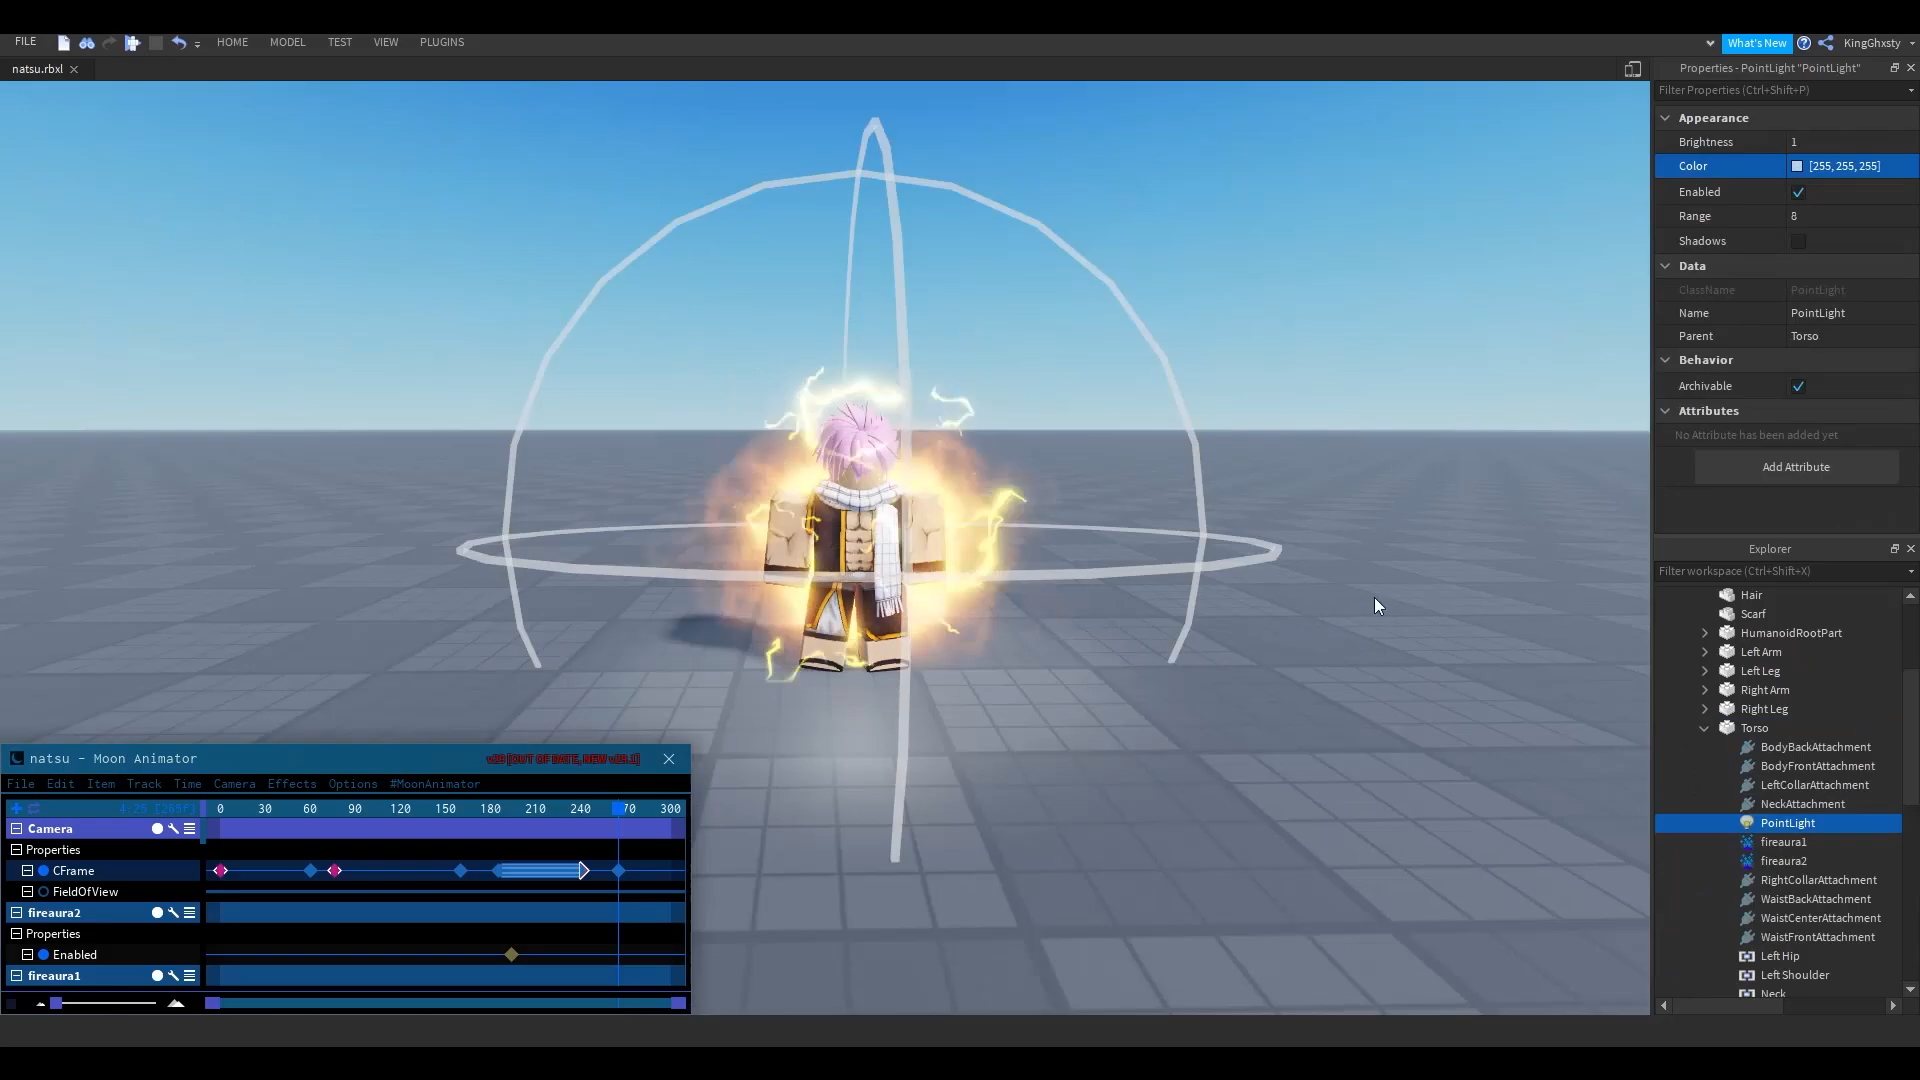 FILE HOME MODEL TEST VIEW PLUGINS What's New KingGhxsty
natsu.rbxl
Properties - PointLight "PointLight"
Filter Properties (Ctrl+Shift+P)
Appearance
Brightness 1
Color [255, 255, 255]
Enabled
Range 8
Shadows
Data
ClassName PointLight
Name PointLight
Parent Torso
Behavior
Archivable
Attributes
No Attribute has been added yet
Add Attribute
Explorer
Filter workspace (Ctrl+Shift+X)
Hair
Scarf
HumanoidRootPart
Left Arm
Left Leg
Right Arm
Right Leg
Torso
BodyBackAttachment
BodyFrontAttachment
LeftCollarAttachment
NeckAttachment
PointLight
fireaura1
fireaura2
RightCollarAttachment
WaistBackAttachment
WaistCenterAttachment
WaistFrontAttachment
Left Hip
Left Shoulder
Neck
natsu - Moon Animator
File Edit Item Track Time Camera Effects Options #MoonAnimator
0 30 60 90 120 150 180 210 240 70 300
Camera
Properties
CFrame
FieldOfView
fireaura2
Properties
Enabled
fireaura1